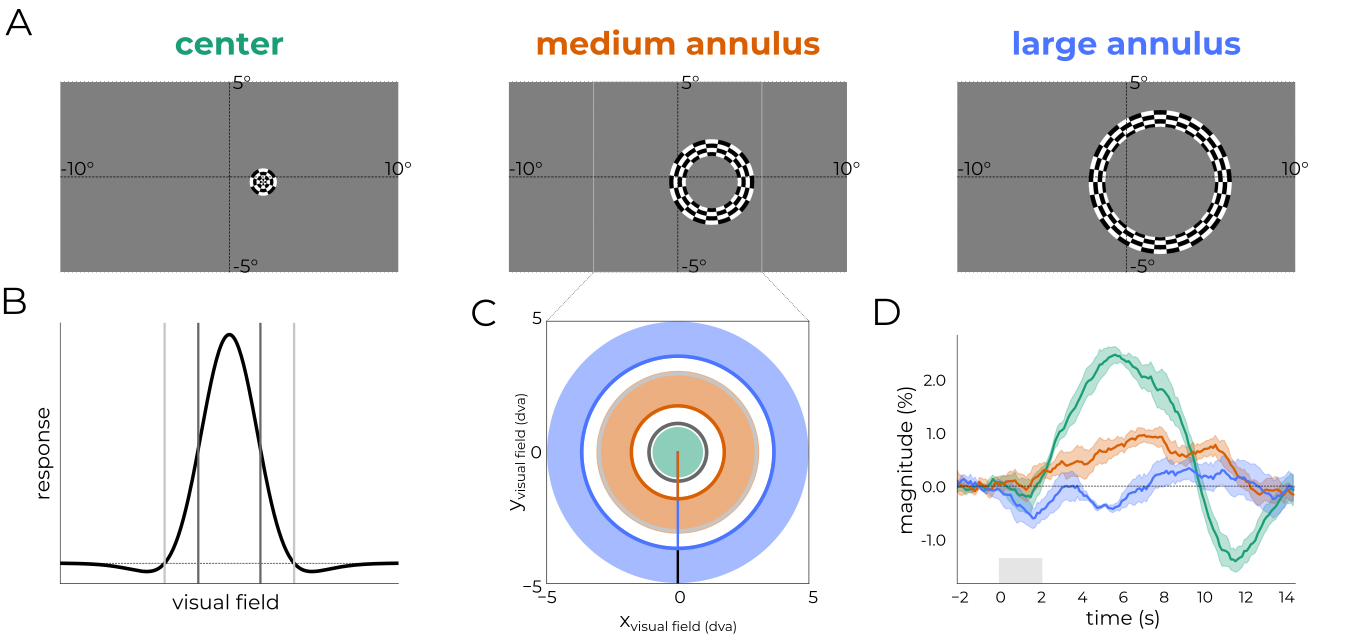 A
center
medium annulus
large annulus
5°
-10°
10°
-5°
5°
-10°
10°
-5°
5°
-10°
10°
-5°
B
response
visual field
C
5
0
−5
y visual field (dva)
−5
0
5
x visual field (dva)
D
magnitude (%)
2.0
1.0
0.0
-1.0
−2
0
2
4
6
8
10
12
14
time (s)